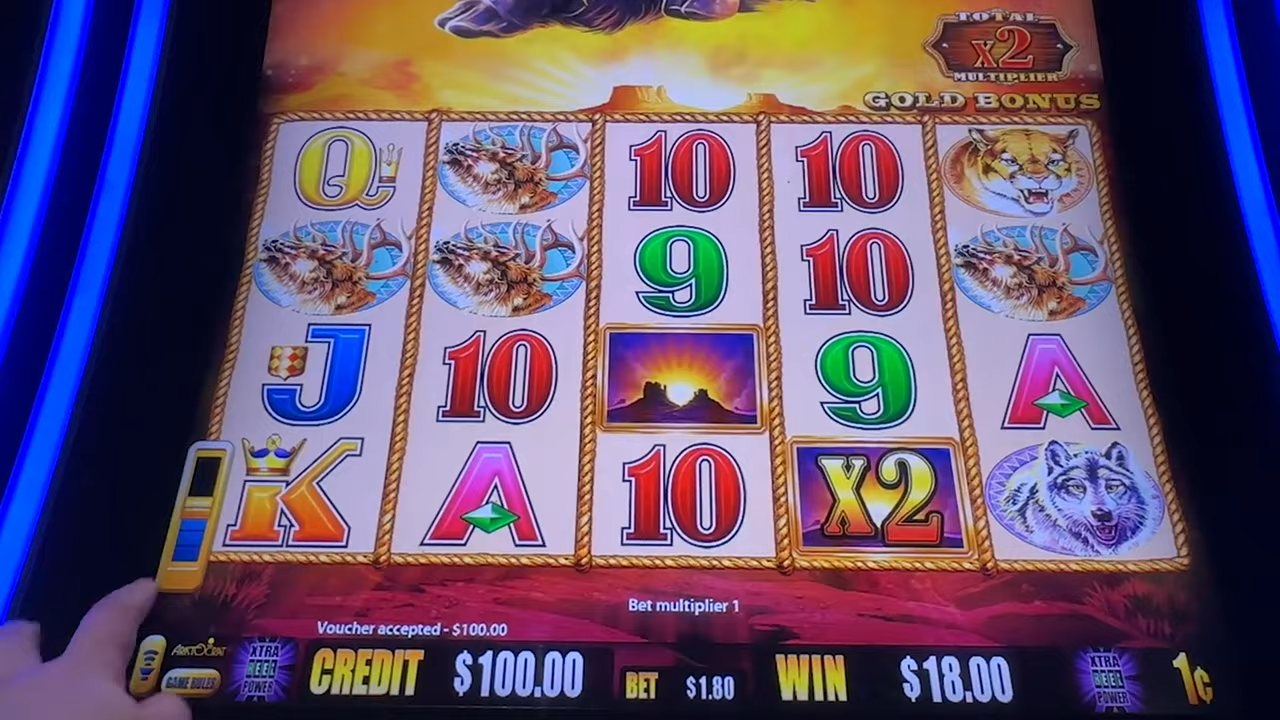 TOTAL
X2
MULTIPLIER
GOLD BONUS
Q 10 10
9 10
J 10 9 A
K A 10 X2
Bet multiplier 1
Voucher accepted - $100.00
ARISTOCRAT
GAME RULES
XTRA
REEL
POWER
CREDIT $100.00 BET $1.80 WIN $18.00
XTRA
REEL
POWER
1¢